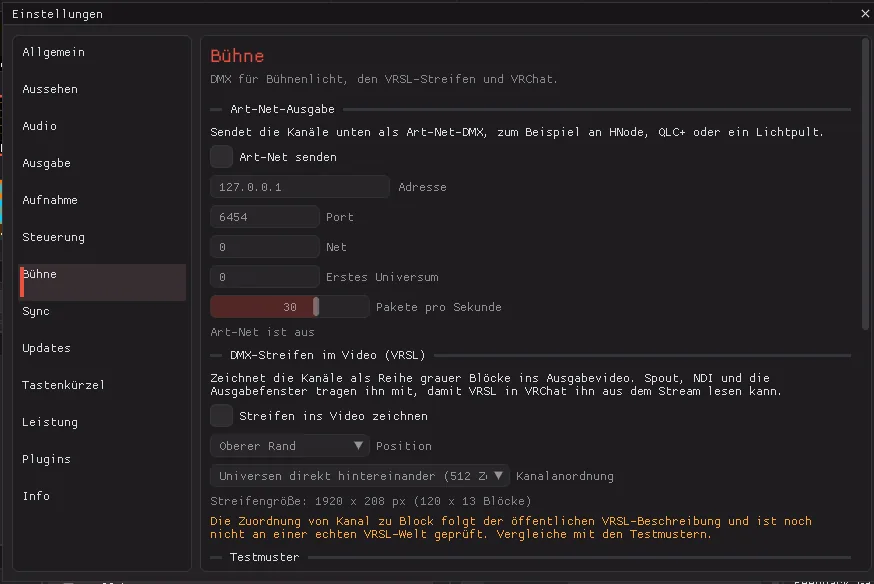 Einstellungen
Allgemein
Aussehen
Audio
Ausgabe
Aufnahme
Steuerung
Bühne
Sync
Updates
Tastenkürzel
Leistung
Plugins
Info
Bühne
DMX für Bühnenlicht, den VRSL-Streifen und VRChat.
Art-Net-Ausgabe
Sendet die Kanäle unten als Art-Net-DMX, zum Beispiel an HNode, QLC+ oder ein Lichtpult.
Art-Net senden
127.0.0.1 Adresse
6454 Port
0 Net
0 Erstes Universum
30 Pakete pro Sekunde
Art-Net ist aus
DMX-Streifen im Video (VRSL)
Zeichnet die Kanäle als Reihe grauer Blöcke ins Ausgabevideo. Spout, NDI und die
Ausgabefenster tragen ihn mit, damit VRSL in VRChat ihn aus dem Stream lesen kann.
Streifen ins Video zeichnen
Oberer Rand Position
Universen direkt hintereinander (512 Kanalanordnung
Streifengröße: 1920 x 208 px (120 x 13 Blöcke)
Die Zuordnung von Kanal zu Block folgt der öffentlichen VRSL-Beschreibung und ist noch
nicht an einer echten VRSL-Welt geprüft. Vergleiche mit den Testmustern.
Testmuster